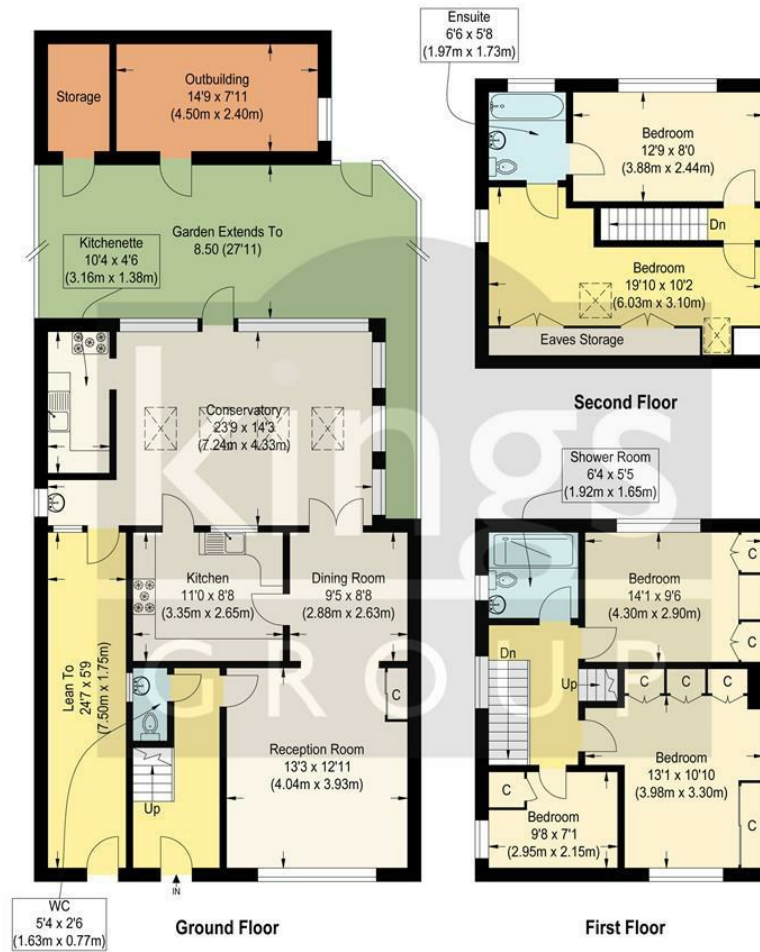 Ensuite
6'6 x 5'8
(1.97m x 1.73m)
Storage
Outbuilding
14'9 x 7'11
(4.50m x 2.40m)
Bedroom
12'9 x 8'0
(3.88m x 2.44m)
Dn
Garden Extends To
8.50 (27'11)
Kitchenette
10'4 x 4'6
(3.16m x 1.38m)
Bedroom
19'10 x 10'2
(6.03m x 3.10m)
Eaves Storage
Second Floor
Conservatory
23'9 x 14'3
(7.24m x 4.33m)
kings
GROUP
Shower Room
6'4 x 5'5
(1.92m x 1.65m)
Kitchen
11'0 x 8'8
(3.35m x 2.65m)
Dining Room
9'5 x 8'8
(2.88m x 2.63m)
Lean To
24'7 x 5'9
(7.50m x 1.75m)
C
Reception Room
13'3 x 12'11
(4.04m x 3.93m)
Up
IN
WC
5'4 x 2'6
(1.63m x 0.77m)
Ground Floor
Bedroom
14'1 x 9'6
(4.30m x 2.90m)
C
C
Dn
Up
C
C
C
Bedroom
13'1 x 10'10
(3.98m x 3.30m)
C
C
Bedroom
9'8 x 7'1
(2.95m x 2.15m)
First Floor